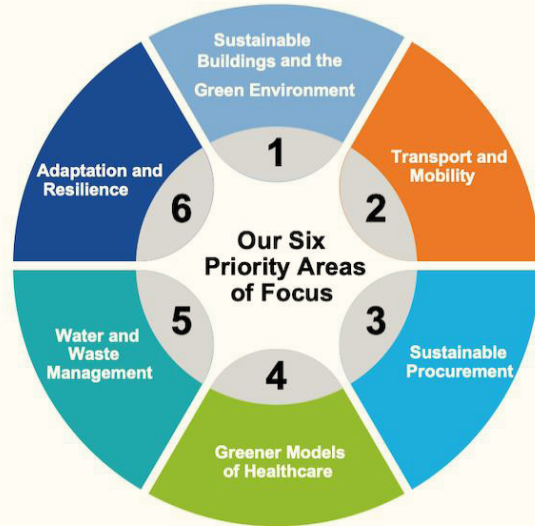 Sustainable
Buildings and the
Green Environment
1
Transport and
Mobility
2
Sustainable
Procurement
3
Greener Models
of Healthcare
4
Water and
Waste
Management
5
Adaptation and
Resilience
6
Our Six
Priority Areas
of Focus